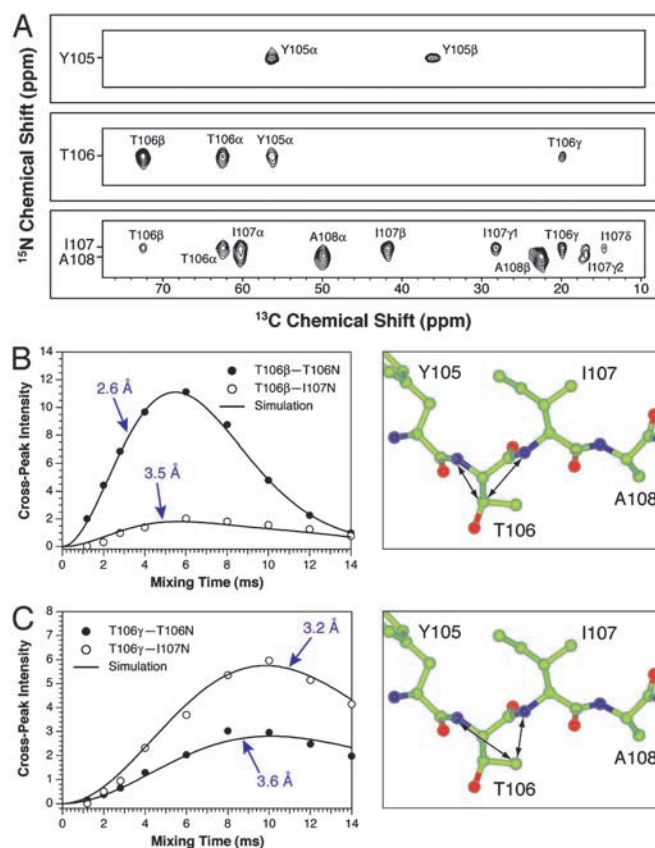 A
Y105
Y105α
Y105β
T106
T106β
T106α
Y105α
T106γ
I107
A108
T106β
T106α
I107α
A108α
I107β
I107γ1
T106γ
I107δ
A108β
I107γ2
¹⁵N Chemical Shift (ppm)
70 60 50 40 30 20 10
¹³C Chemical Shift (ppm)
B
Cross-Peak Intensity
14
12
10
8
6
4
2
0
2.6 Å
3.5 Å
T106β—T106N
T106β—I107N
Simulation
0 2 4 6 8 10 12 14
Mixing Time (ms)
Y105
I107
T106
A108
C
Cross-Peak Intensity
8
7
6
5
4
3
2
1
0
T106γ—T106N
T106γ—I107N
Simulation
3.2 Å
3.6 Å
0 2 4 6 8 10 12 14
Mixing Time (ms)
Y105
I107
A108
T106